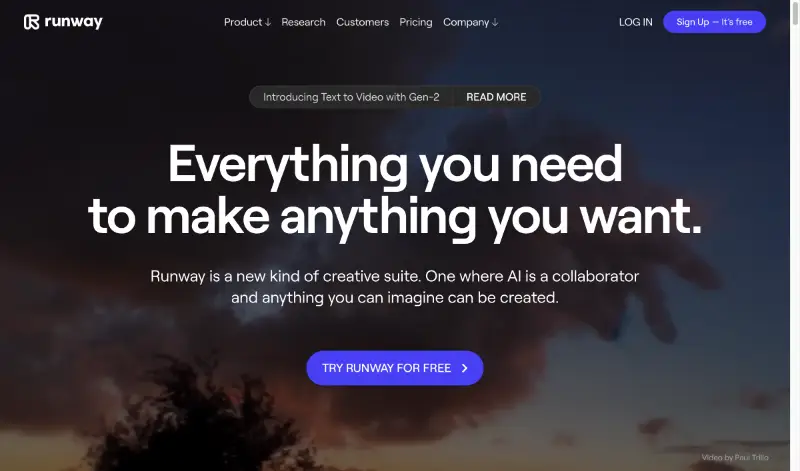 runway
Product ↓ Research Customers Pricing Company ↓
LOG IN
Sign Up — It's free
Introducing Text to Video with Gen-2 READ MORE
Everything you need
to make anything you want.
Runway is a new kind of creative suite. One where AI is a collaborator
and anything you can imagine can be created.
TRY RUNWAY FOR FREE >
Video by Paul Trillo